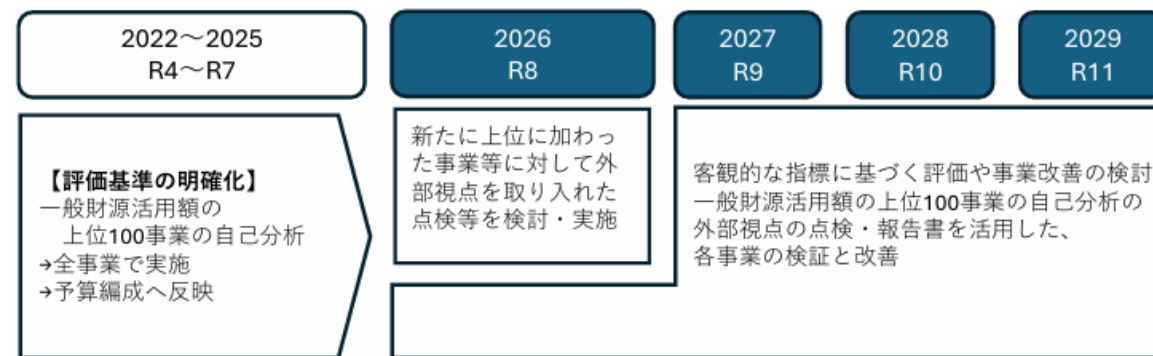 2022～2025
R4～R7
2026
R8
2027
R9
2028
R10
2029
R11
【評価基準の明確化】
一般財源活用額の
上位100事業の自己分析
→全事業で実施
→予算編成へ反映
新たに上位に加わっ
た事業等に対して外
部視点を取り入れた
点検等を検討・実施
客観的な指標に基づく評価や事業改善の検討
一般財源活用額の上位100事業の自己分析の
外部視点の点検・報告書を活用した、
各事業の検証と改善